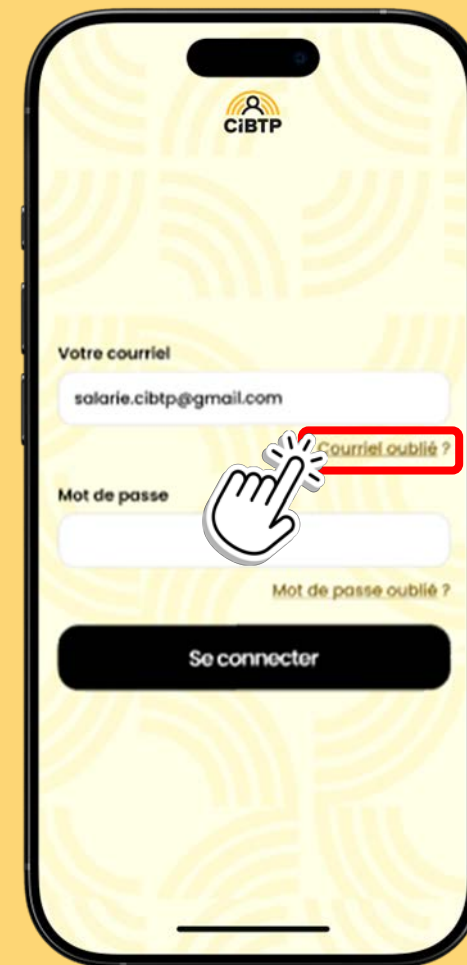 CiBTP
Votre courriel
salarie.cibtp@gmail.com
Courriel oublié ?
Mot de passe
Mot de passe oublié ?
Se connecter